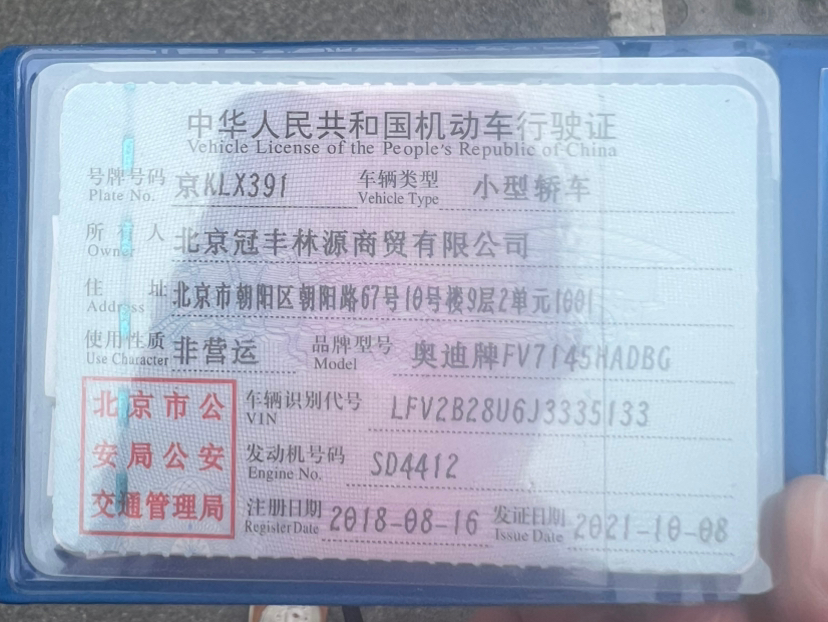 中华人民共和国机动车行驶证
Vehicle License of the People's Republic of China
号牌号码 京KLX391 车辆类型 小型轿车
Plate No. Vehicle Type
所有人 北京冠丰林源商贸有限公司
Owner
住址 北京市朝阳区朝阳路67号10号楼9层2单元1001
Address
使用性质 非营运 品牌型号 奥迪牌FV7145HADBG
Use Character Model
北京市公 车辆识别代号 LFV2B28U6J3335133
VIN
安局公安 发动机号码 SD4412
Engine No.
交通管理局 注册日期 2018-08-16 发证日期 2021-10-08
Register Date Issue Date